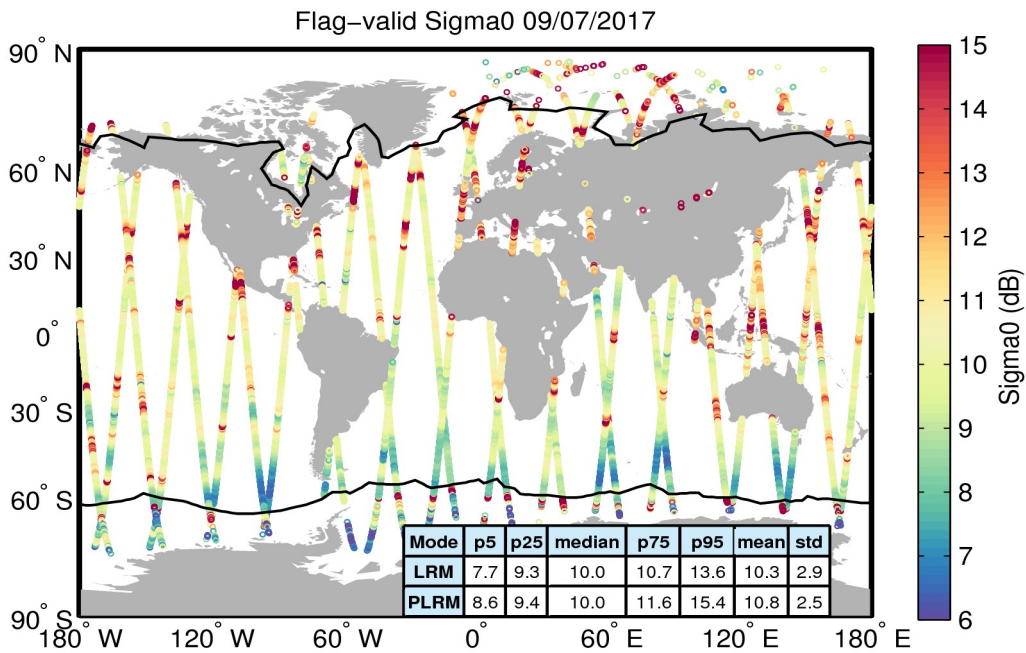 Flag−valid Sigma0 09/07/2017
90° N
60° N
30° N
0°
30° S
60° S
90° S
180° W
120° W
60° W
0°
60° E
120° E
180° E
Mode p5 p25 median p75 p95 mean std
LRM 7.7 9.3 10.0 10.7 13.6 10.3 2.9
PLRM 8.6 9.4 10.0 11.6 15.4 10.8 2.5
15
14
13
12
11
10
9
8
7
6
Sigma0 (dB)